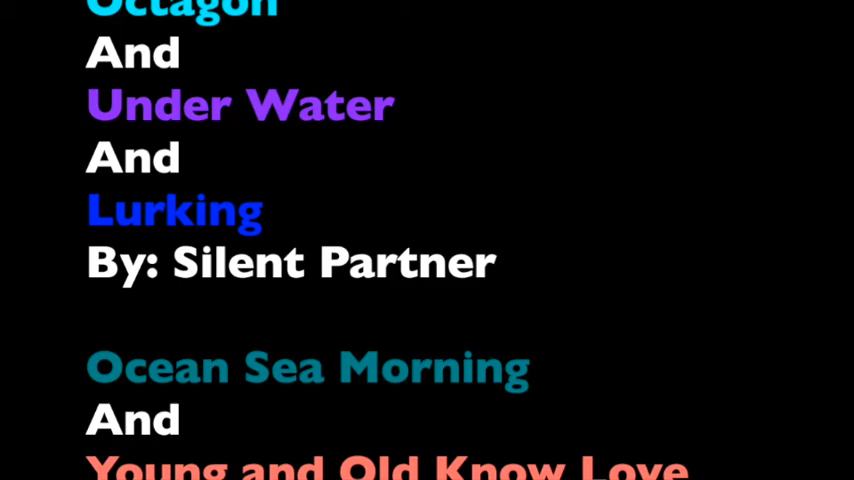 Octagon
And
Under Water
And
Lurking
By: Silent Partner
Ocean Sea Morning
And
Young and Old Know Love